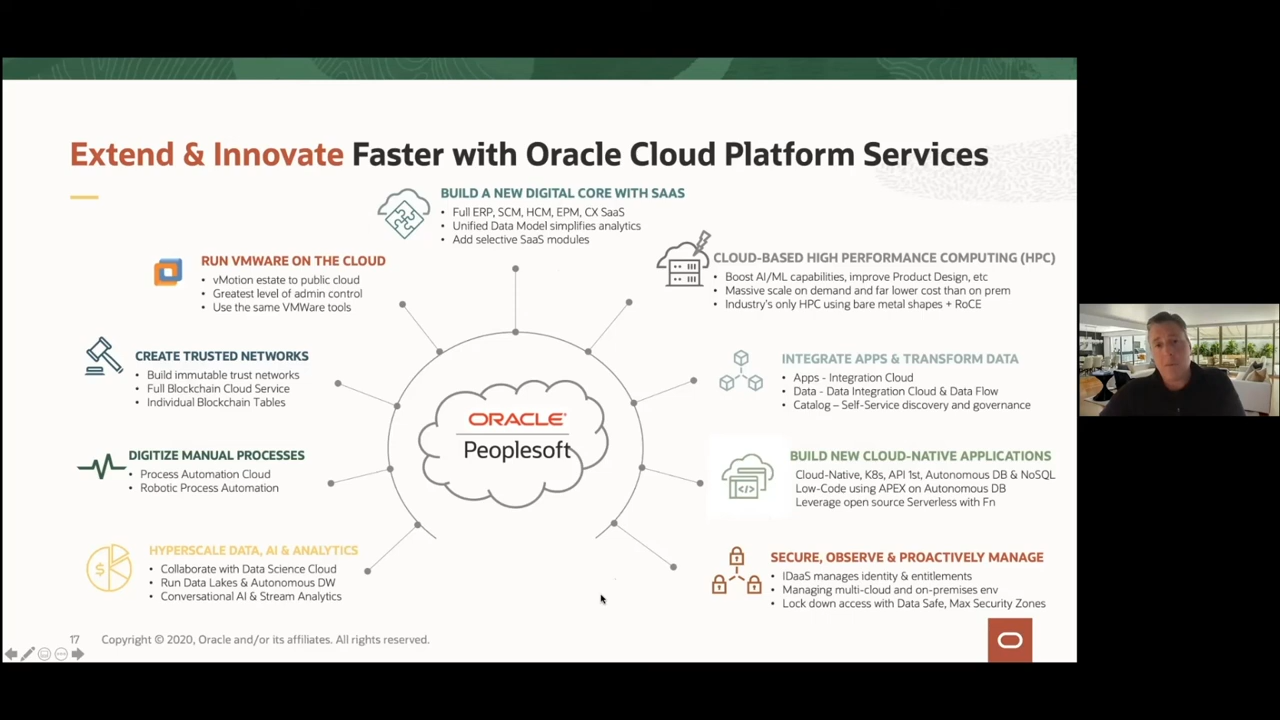 Extend & Innovate Faster with Oracle Cloud Platform Services
BUILD A NEW DIGITAL CORE WITH SAAS
• Full ERP, SCM, HCM, EPM, CX SaaS
• Unified Data Model simplifies analytics
• Add selective SaaS modules
RUN VMWARE ON THE CLOUD
• vMotion estate to public cloud
• Greatest level of admin control
• Use the same VMWare tools
CLOUD-BASED HIGH PERFORMANCE COMPUTING (HPC)
• Boost AI/ML capabilities, improve Product Design, etc
• Massive scale on demand and far lower cost than on prem
• Industry's only HPC using bare metal shapes + RoCE
CREATE TRUSTED NETWORKS
• Build immutable trust networks
• Full Blockchain Cloud Service
• Individual Blockchain Tables
INTEGRATE APPS & TRANSFORM DATA
• Apps - Integration Cloud
• Data - Data Integration Cloud & Data Flow
• Catalog – Self-Service discovery and governance
ORACLE®
Peoplesoft
DIGITIZE MANUAL PROCESSES
• Process Automation Cloud
• Robotic Process Automation
BUILD NEW CLOUD-NATIVE APPLICATIONS
Cloud-Native, K8s, API 1st, Autonomous DB & NoSQL
Low-Code using APEX on Autonomous DB
Leverage open source Serverless with Fn
</>
HYPERSCALE DATA, AI & ANALYTICS
• Collaborate with Data Science Cloud
• Run Data Lakes & Autonomous DW
• Conversational AI & Stream Analytics
$
SECURE, OBSERVE & PROACTIVELY MANAGE
• IDaaS manages identity & entitlements
• Managing multi-cloud and on-premises env
• Lock down access with Data Safe, Max Security Zones
17 Copyright © 2020, Oracle and/or its affiliates. All rights reserved.